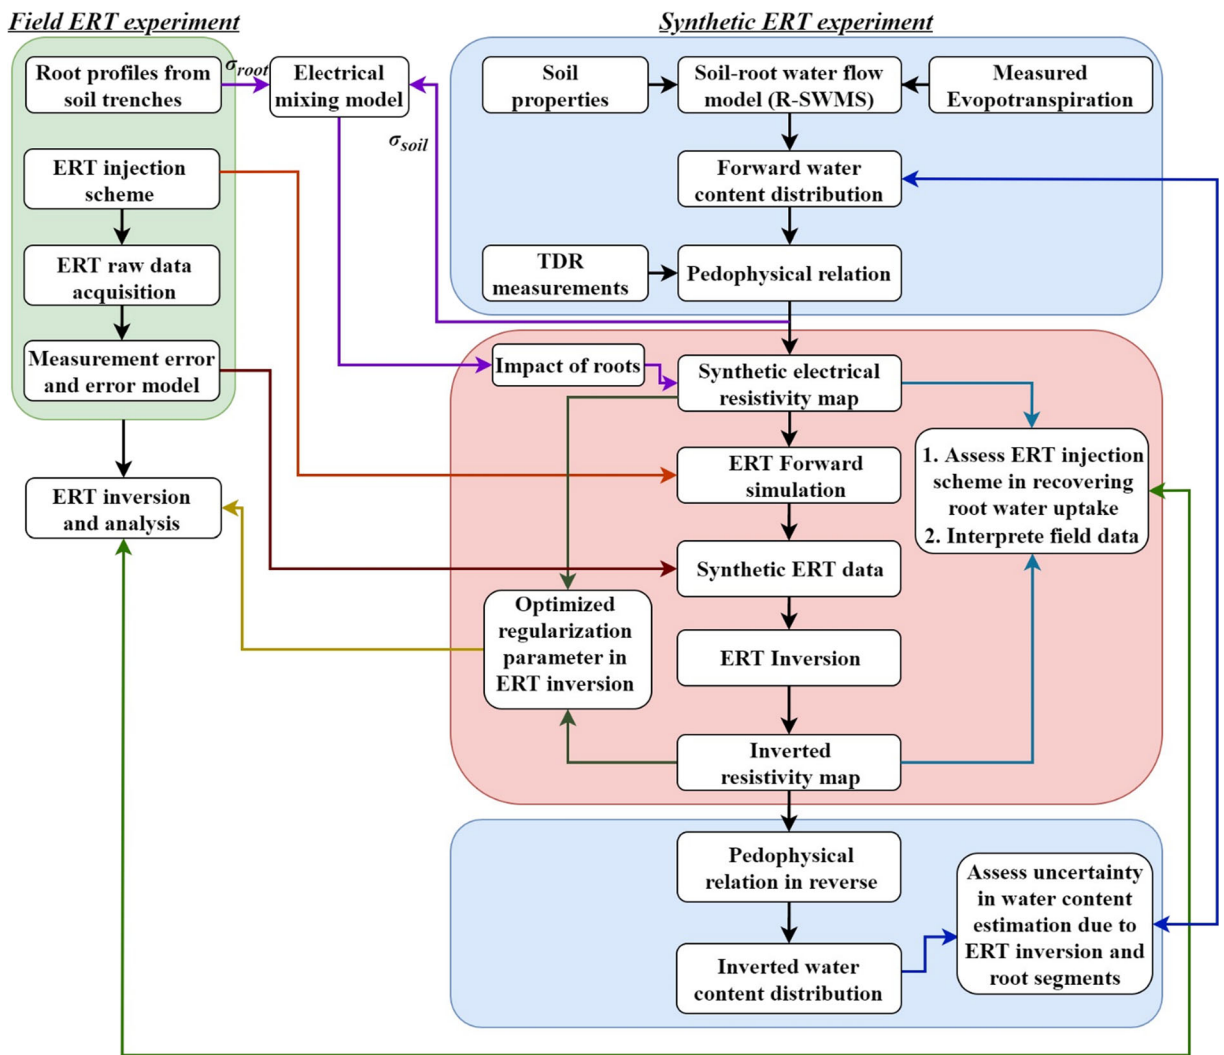 Field ERT experiment
Synthetic ERT experiment
Root profiles from
soil trenches
σroot
Electrical
mixing model
σsoil
Soil
properties
Soil-root water flow
model (R-SWMS)
Measured
Evopotranspiration
ERT injection
scheme
Forward water
content distribution
ERT raw data
acquisition
TDR
measurements
Pedophysical relation
Measurement error
and error model
Impact of roots
Synthetic electrical
resistivity map
ERT inversion
and analysis
ERT Forward
simulation
1. Assess ERT injection
scheme in recovering
root water uptake
2. Interprete field data
Synthetic ERT data
Optimized
regularization
parameter in
ERT inversion
ERT Inversion
Inverted
resistivity map
Pedophysical
relation in reverse
Assess uncertainty
in water content
estimation due to
ERT inversion and
root segments
Inverted water
content distribution